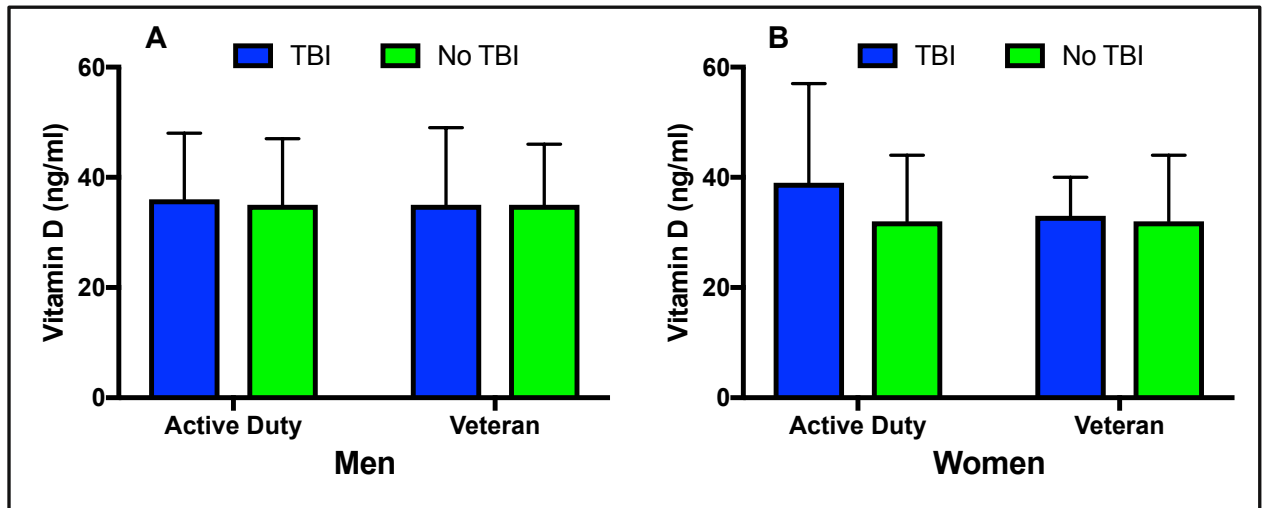 A
TBI No TBI
60
40
20
0
Vitamin D (ng/ml)
Active Duty Veteran
Men
B
TBI No TBI
60
40
20
0
Vitamin D (ng/ml)
Active Duty Veteran
Women